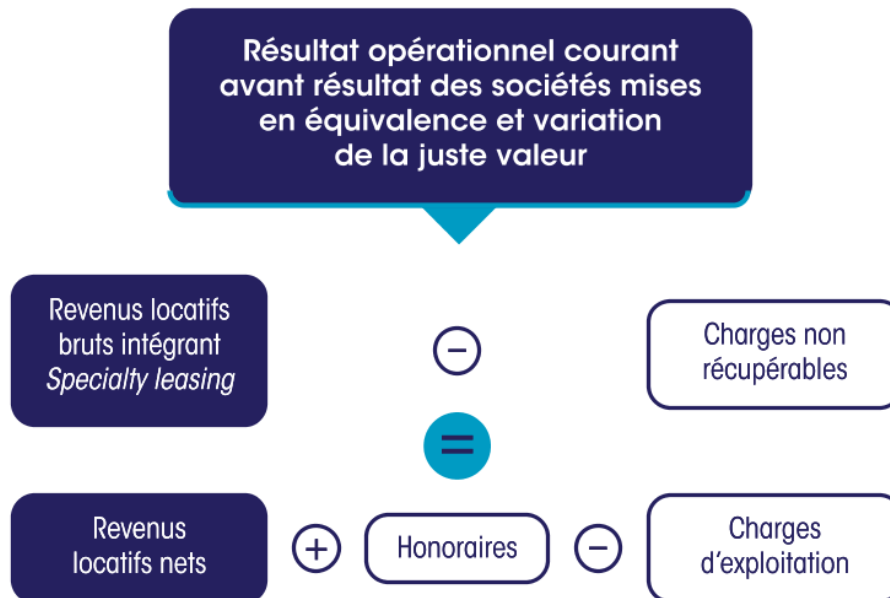 Résultat opérationnel courant
avant résultat des sociétés mises
en équivalence et variation
de la juste valeur
Revenus locatifs
bruts intégrant
Specialty leasing
−
Charges non
récupérables
=
Revenus
locatifs nets
+
Honoraires
−
Charges
d'exploitation